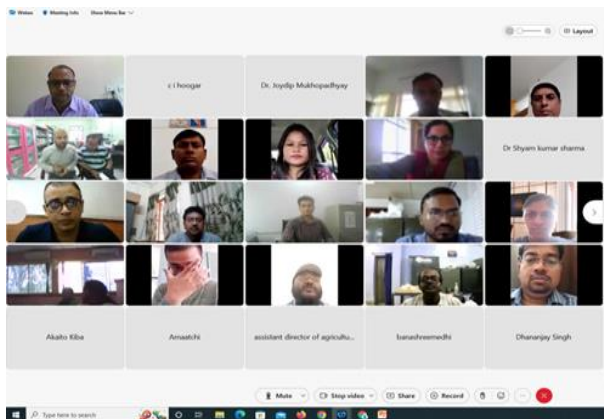 Webex Meeting Info Show Menu Bar
Layout
c i hoogar
Dr. Joydip Mukhopadhyay
Dr Shyam kumar sharma
Akaito Kiba
Arnaatchi
assistant director of agricultu...
banashreemedhi
Dhananjay Singh
Mute
Stop video
Share
Record
Type here to search